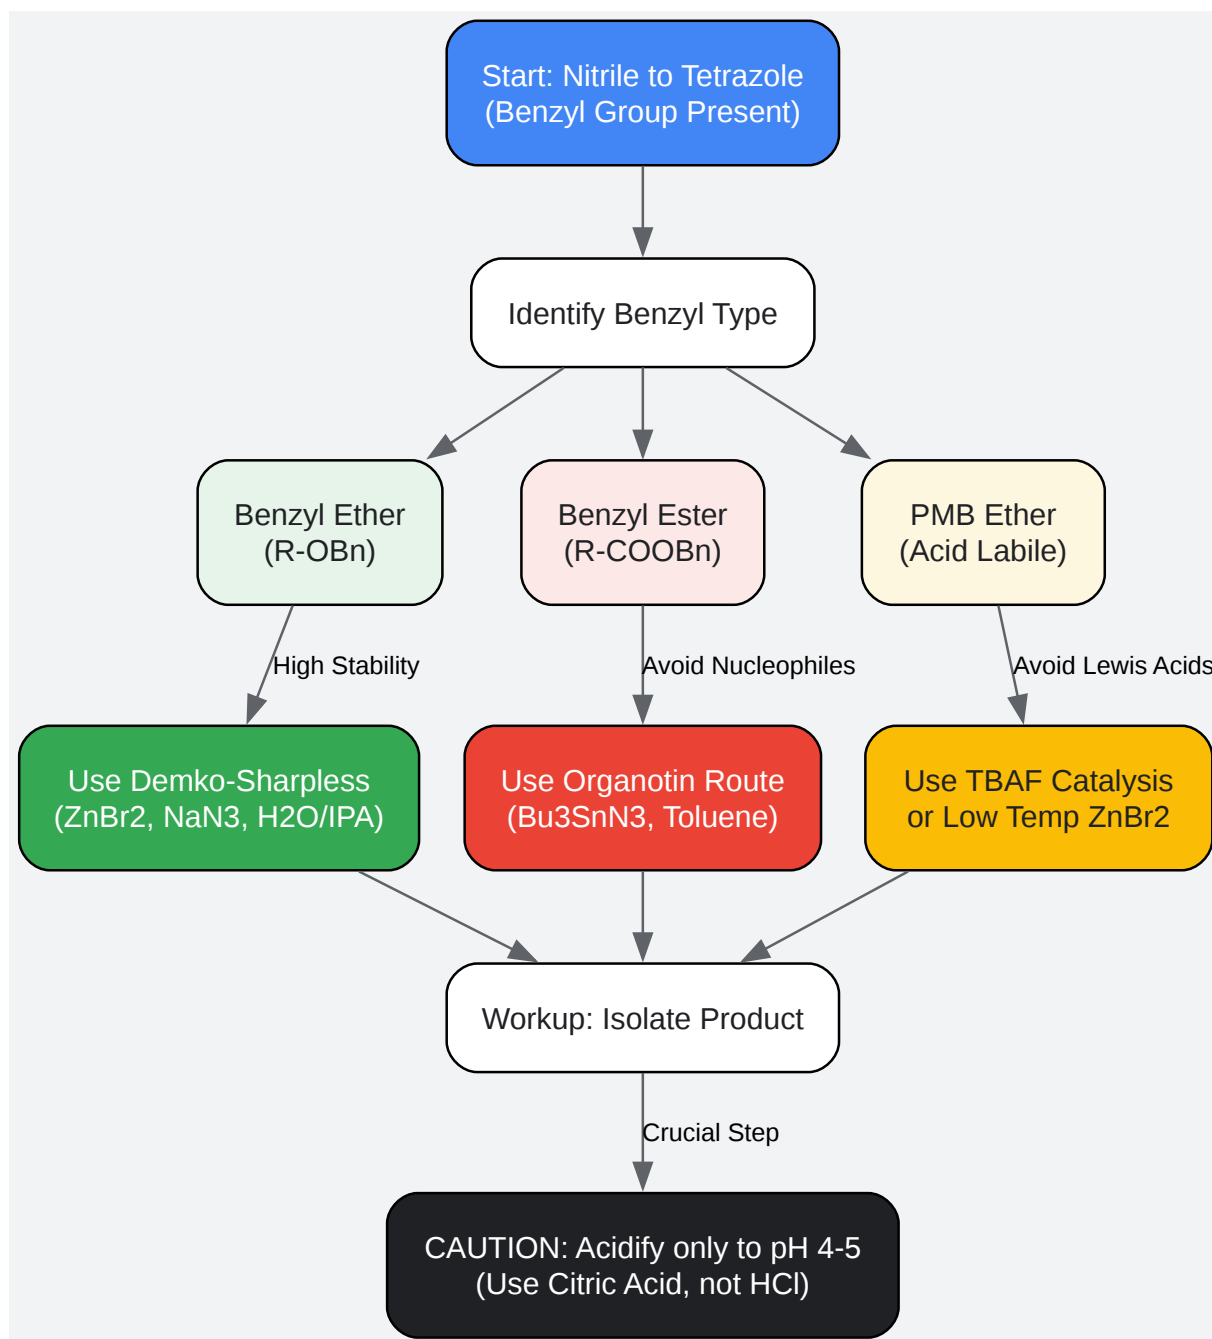 Start: Nitrile to Tetrazole
(Benzyl Group Present)
Identify Benzyl Type
Benzyl Ether
(R-OBn)
Benzyl Ester
(R-COOBn)
PMB Ether
(Acid Labile)
High Stability
Avoid Nucleophiles
Avoid Lewis Acids
Use Demko-Sharpless
(ZnBr2, NaN3, H2O/IPA)
Use Organotin Route
(Bu3SnN3, Toluene)
Use TBAF Catalysis
or Low Temp ZnBr2
Workup: Isolate Product
Crucial Step
CAUTION: Acidify only to pH 4-5
(Use Citric Acid, not HCl)